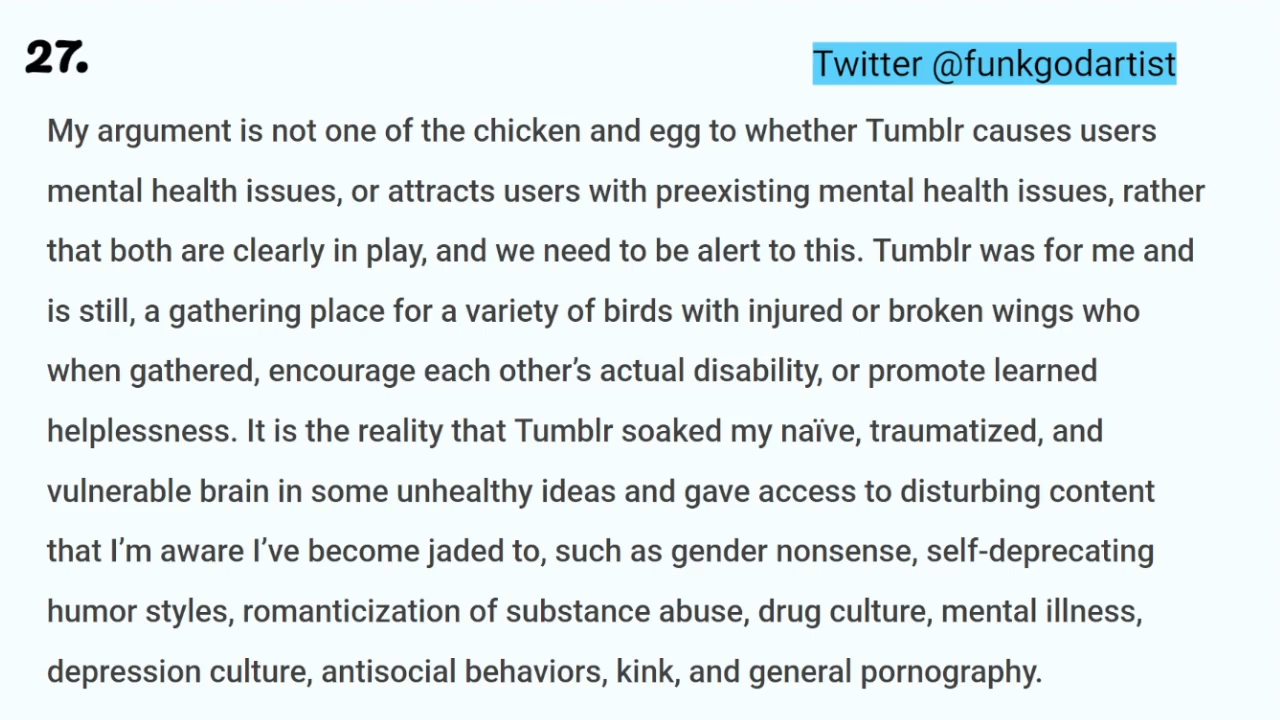 27.
Twitter @funkgodartist
My argument is not one of the chicken and egg to whether Tumblr causes users
mental health issues, or attracts users with preexisting mental health issues, rather
that both are clearly in play, and we need to be alert to this. Tumblr was for me and
is still, a gathering place for a variety of birds with injured or broken wings who
when gathered, encourage each other’s actual disability, or promote learned
helplessness. It is the reality that Tumblr soaked my naïve, traumatized, and
vulnerable brain in some unhealthy ideas and gave access to disturbing content
that I’m aware I’ve become jaded to, such as gender nonsense, self-deprecating
humor styles, romanticization of substance abuse, drug culture, mental illness,
depression culture, antisocial behaviors, kink, and general pornography.